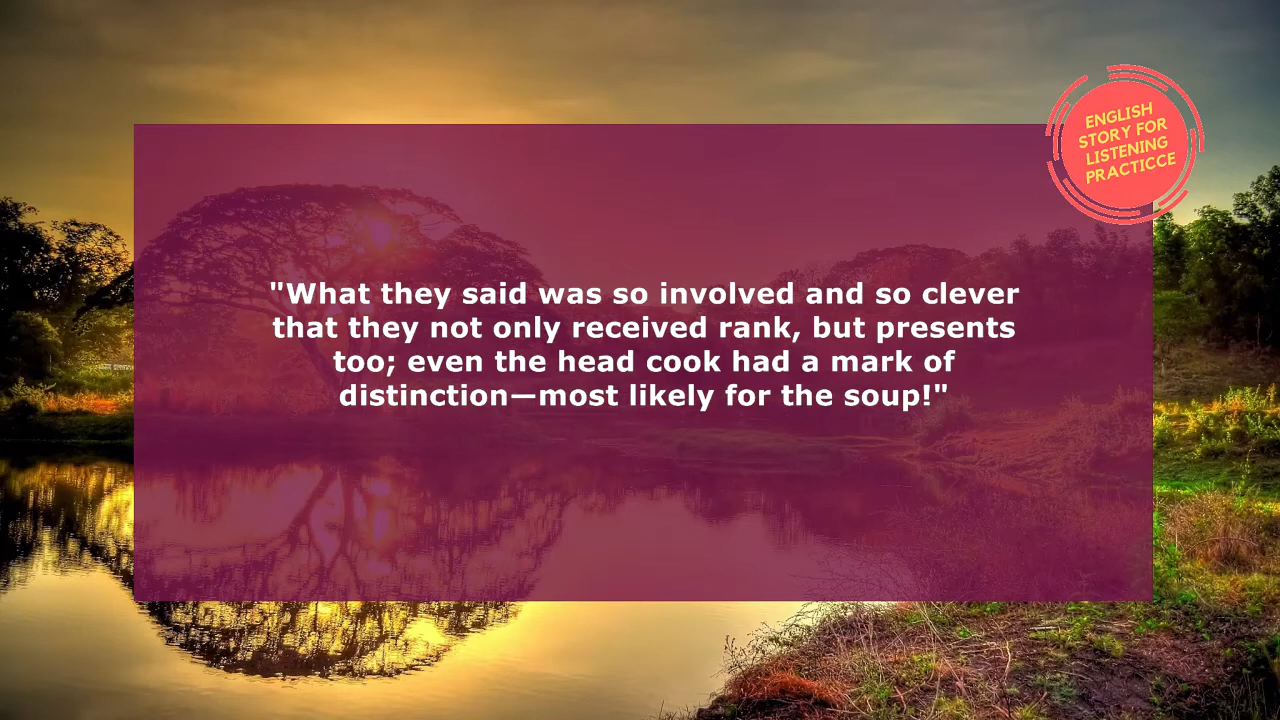 ENGLISH
STORY FOR
LISTENING
PRACTICCE
"What they said was so involved and so clever
that they not only received rank, but presents
too; even the head cook had a mark of
distinction—most likely for the soup!"